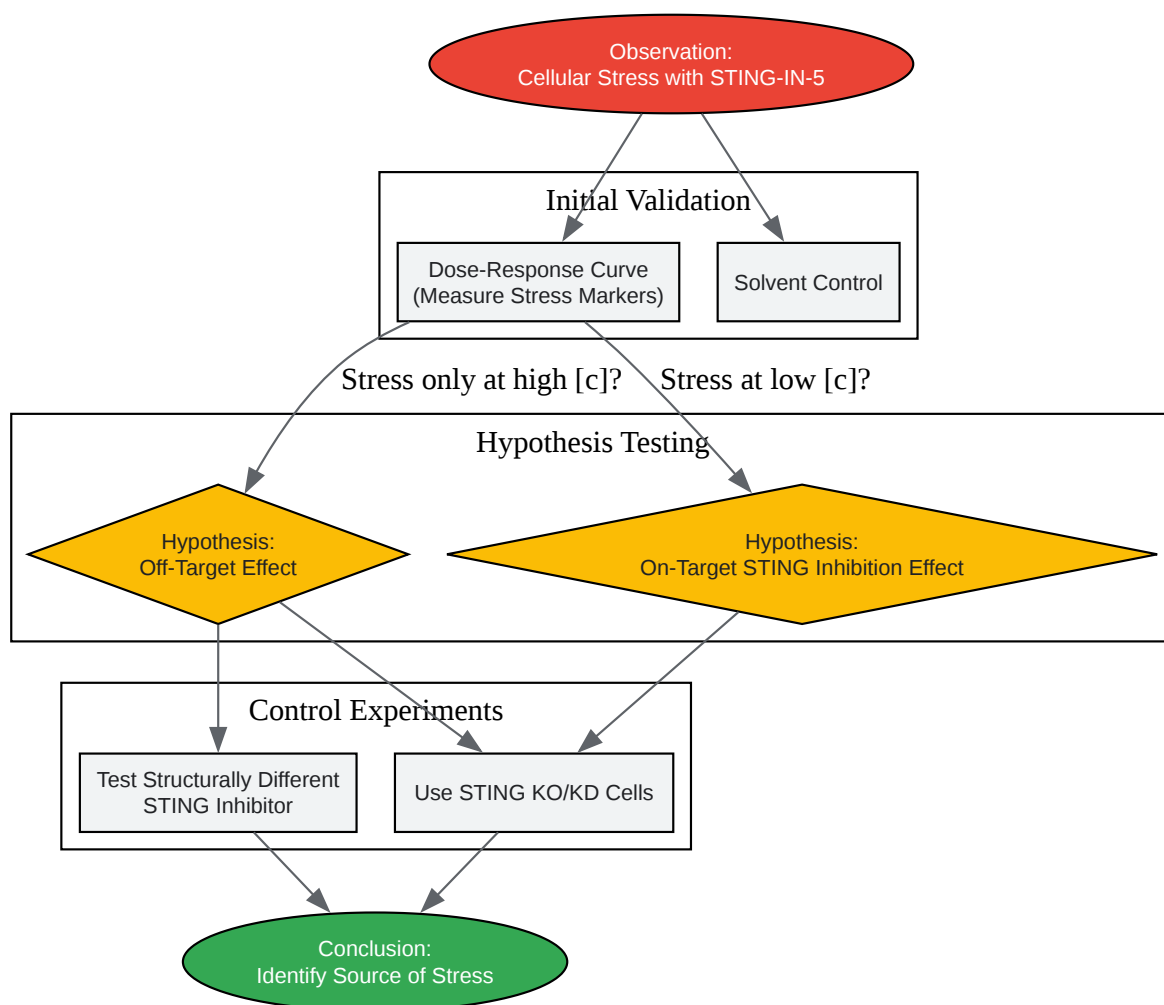 Observation:
Cellular Stress with STING-IN-5
Initial Validation
Dose-Response Curve
(Measure Stress Markers)
Solvent Control
Stress only at high [c]?
Stress at low [c]?
Hypothesis Testing
Hypothesis:
Off-Target Effect
Hypothesis:
On-Target STING Inhibition Effect
Control Experiments
Test Structurally Different
STING Inhibitor
Use STING KO/KD Cells
Conclusion:
Identify Source of Stress